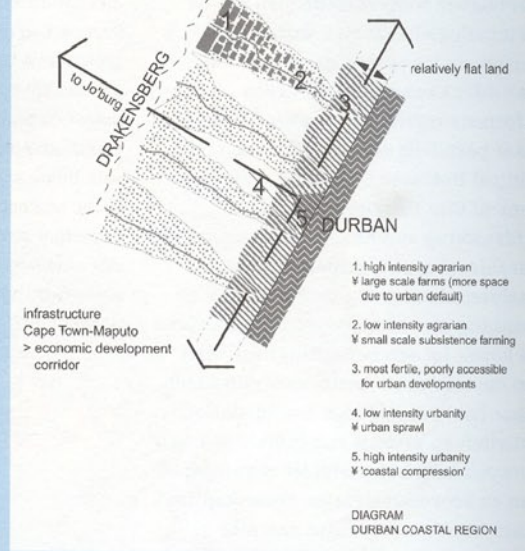 1
2
3
relatively flat land
to Jo'burg
DRAKENSBERG
4
5
DURBAN
infrastructure
Cape Town-Maputo
> economic development
corridor
1. high intensity agrarian
¥ large scale farms (more space
due to urban default)
2. low intensity agrarian
¥ small scale subsistence farming
3. most fertile, poorly accessible
for urban developments
4. low intensity urbanity
¥ urban sprawl
5. high intensity urbanity
¥ 'coastal compression'
DIAGRAM
DURBAN COASTAL REGION